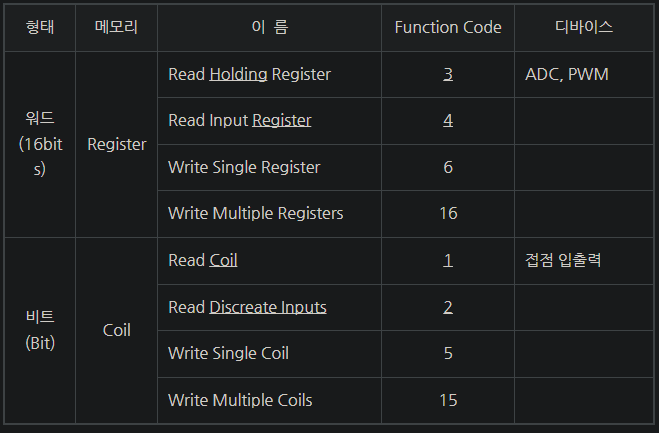 형태 메모리 이 름 Function Code 디바이스
워드
(16bit
s)
Register
Read Holding Register 3 ADC, PWM
Read Input Register 4
Write Single Register 6
Write Multiple Registers 16
비트
(Bit)
Coil
Read Coil 1 접점 입출력
Read Discreate Inputs 2
Write Single Coil 5
Write Multiple Coils 15